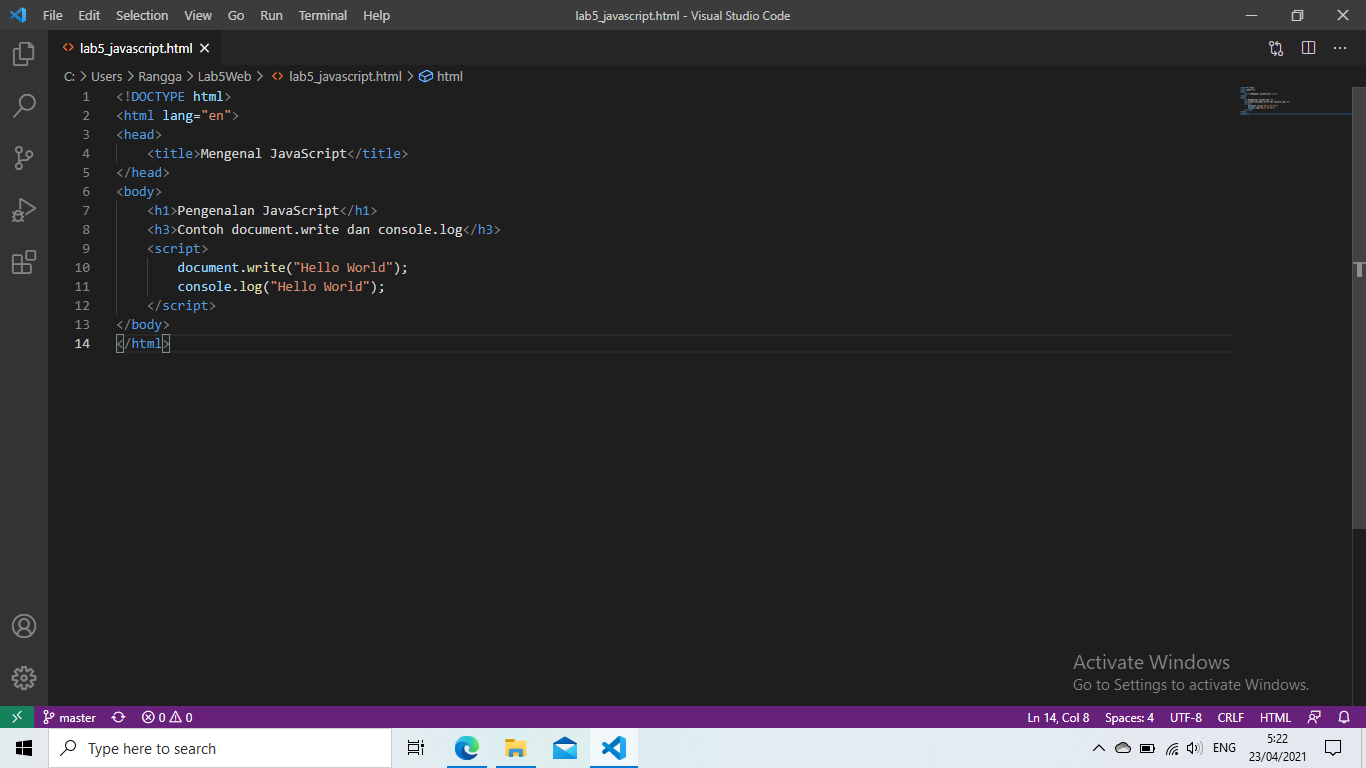 File Edit Selection View Go Run Terminal Help lab5_javascript.html - Visual Studio Code
lab5_javascript.html
C: > Users > Rangga > Lab5Web > lab5_javascript.html > html
1 <!DOCTYPE html>
2 <html lang="en">
3 <head>
4 <title>Mengenal JavaScript</title>
5 </head>
6 <body>
7 <h1>Pengenalan JavaScript</h1>
8 <h3>Contoh document.write dan console.log</h3>
9 <script>
10 document.write("Hello World");
11 console.log("Hello World");
12 </script>
13 </body>
14 </html>
Activate Windows
Go to Settings to activate Windows.
master 0 0 Ln 14, Col 8 Spaces: 4 UTF-8 CRLF HTML
Type here to search ENG 5:22
23/04/2021